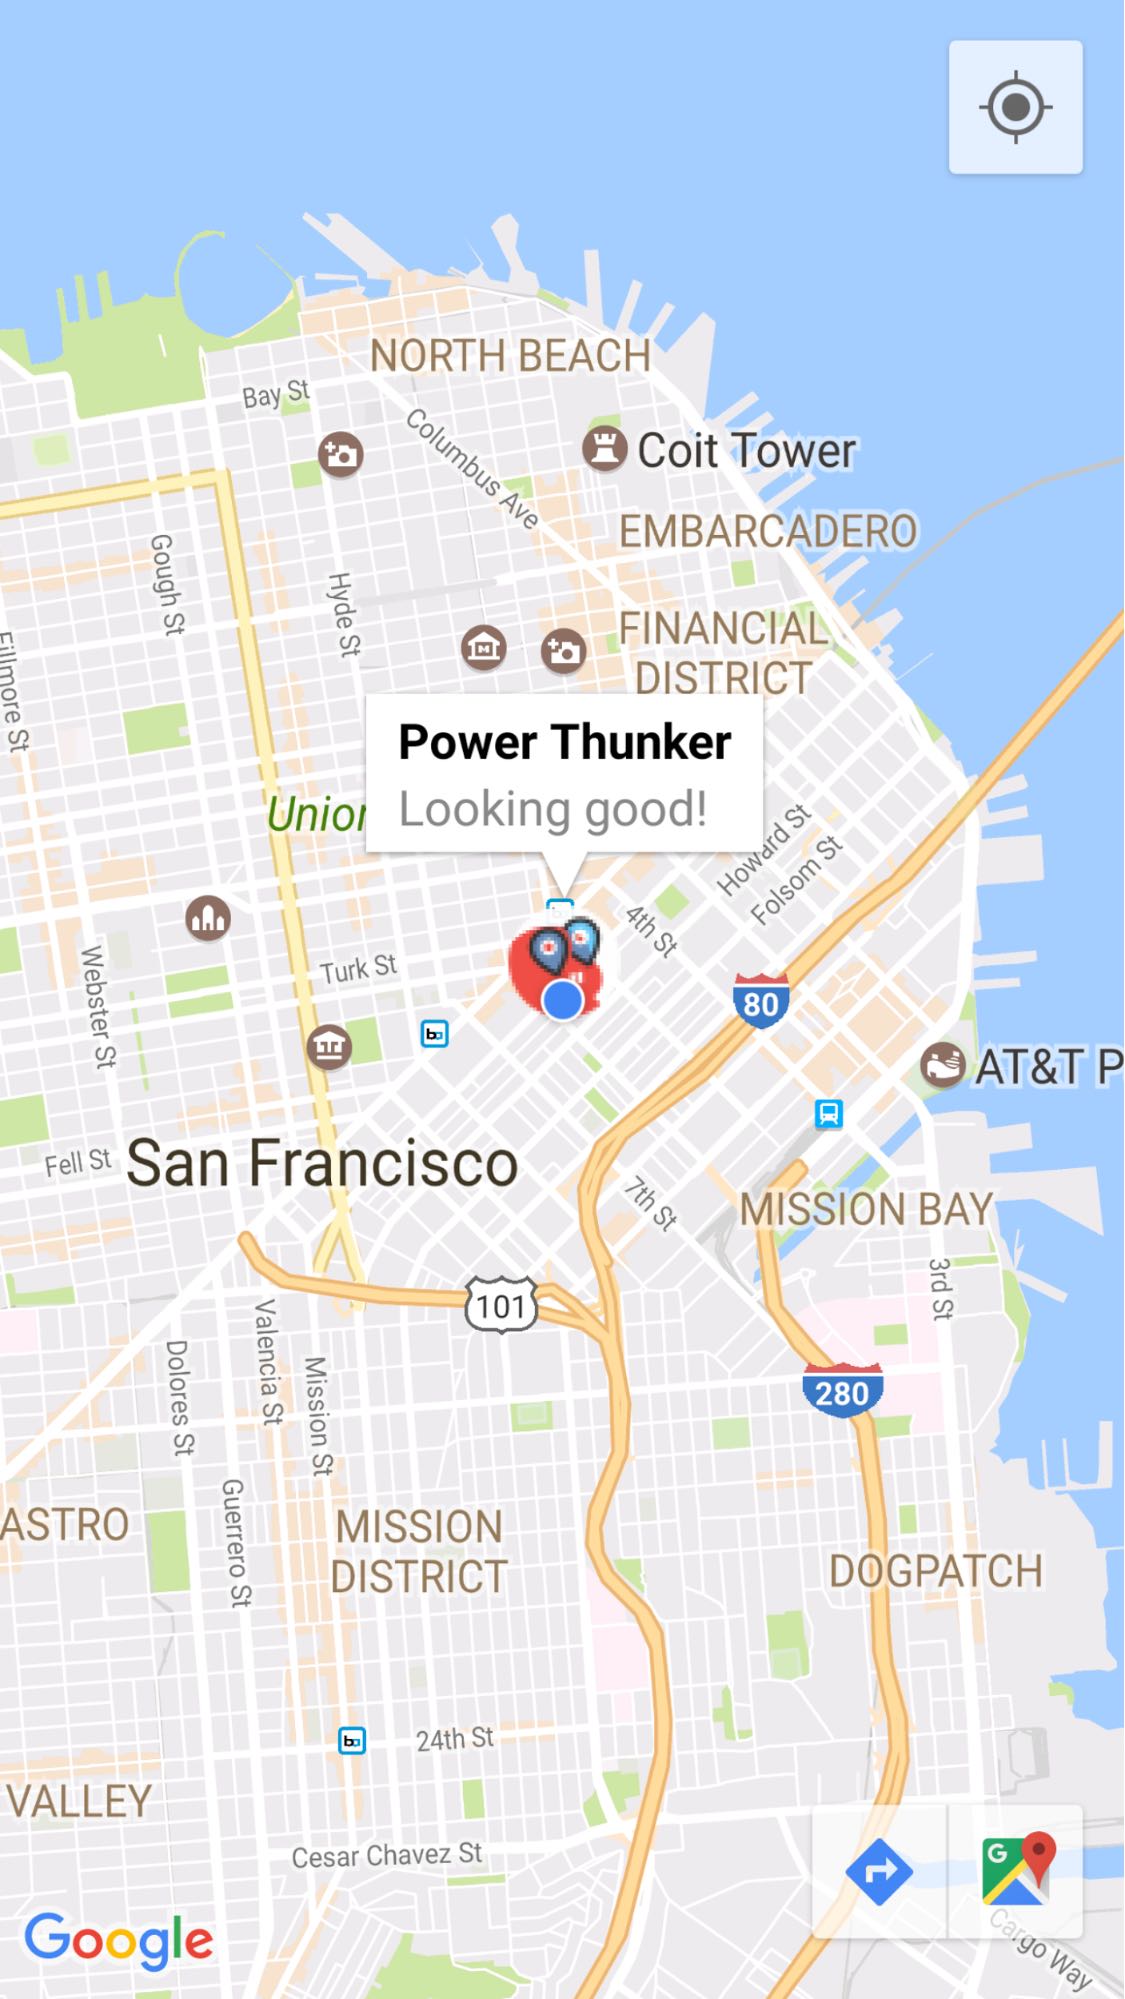 NORTH BEACH
Bay St
Columbus Ave
Coit Tower
EMBARCADERO
Gough St
Hyde St
FINANCIAL
DISTRICT
Fillmore St
Power Thunker
Looking good!
Union
Howard St
Folsom St
4th St
Turk St
Webster St
80
AT&T P
Fell St
San Francisco
7th St
MISSION BAY
3rd St
101
Valencia St
Dolores St
Mission St
280
Guerrero St
ASTRO
MISSION
DISTRICT
DOGPATCH
24th St
VALLEY
Cesar Chavez St
G
Google
Cargo Way